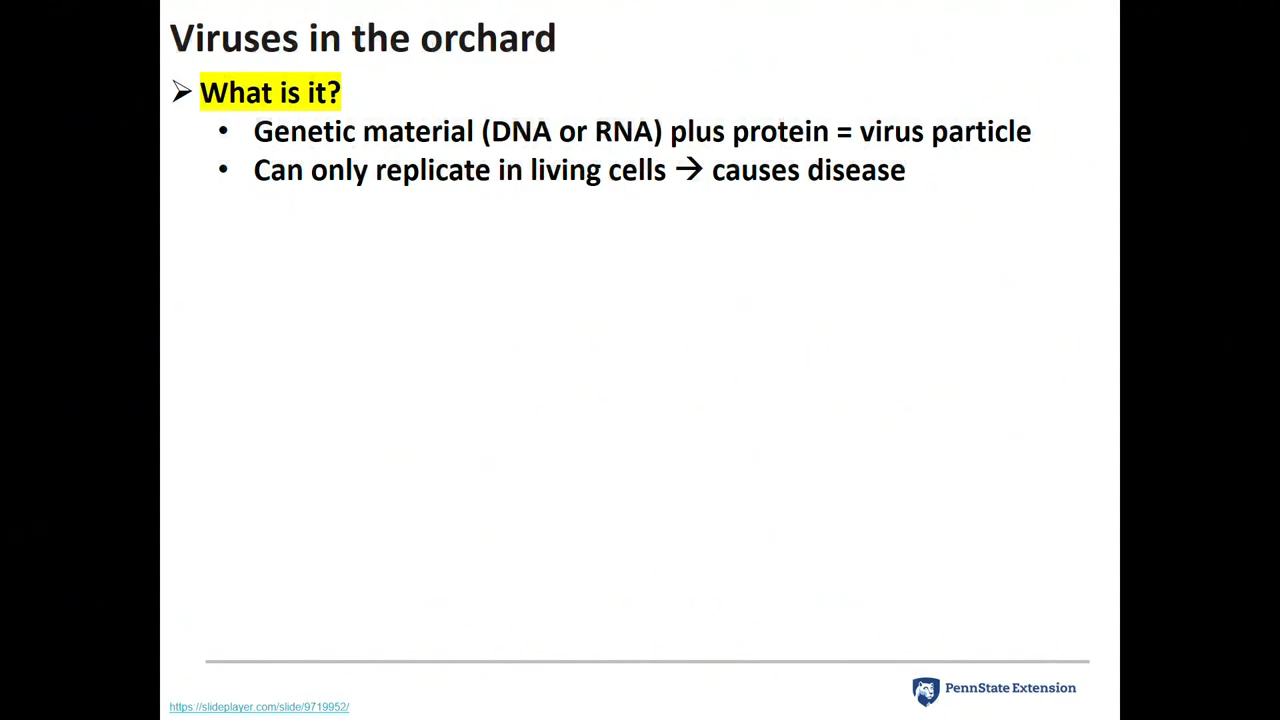 Viruses in the orchard
➢ What is it?
• Genetic material (DNA or RNA) plus protein = virus particle
• Can only replicate in living cells → causes disease
PennState Extension
https://slideplayer.com/slide/9719952/